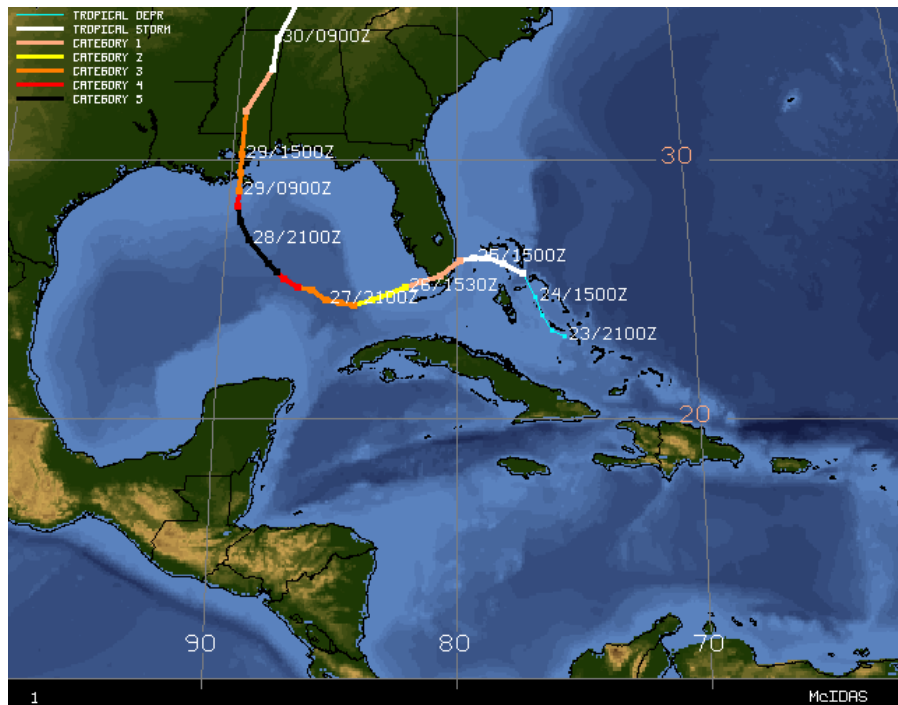 TROPICAL DEPR
TROPICAL STORM
CATEGORY 1
CATEGORY 2
CATEGORY 3
CATEGORY 4
CATEGORY 5
30/0900Z
29/1500Z
30
29/0900Z
28/2100Z
25/1500Z
26/1530Z
27/2100Z
24/1500Z
23/2100Z
20
90
80
70
1
McIDAS